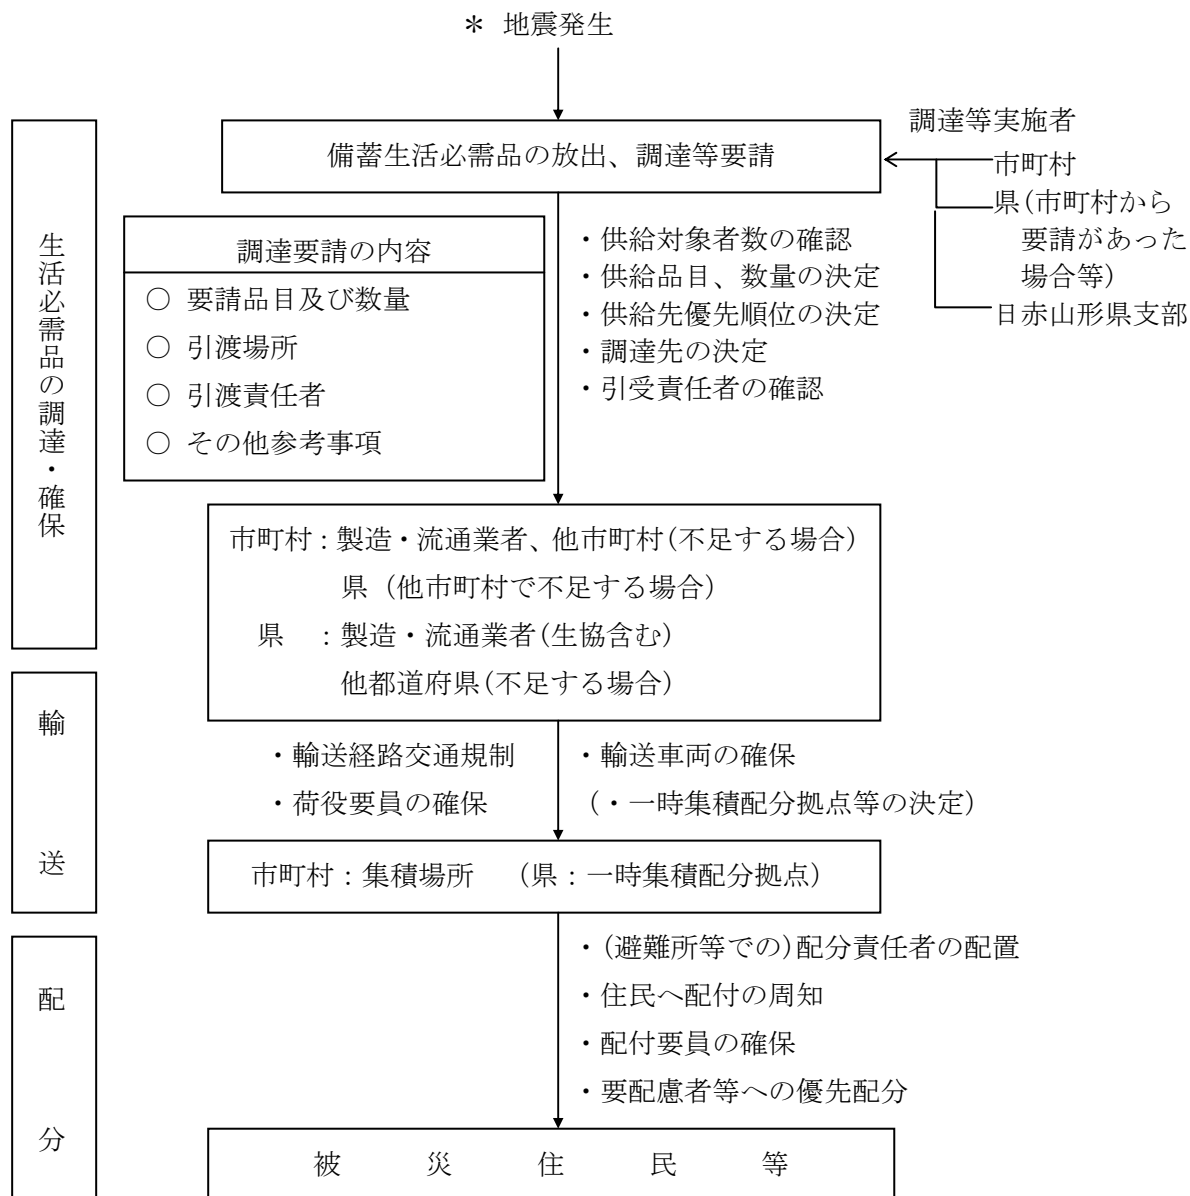 ＊ 地震発生
調達等実施者
備蓄生活必需品の放出、調達等要請
市町村
県(市町村から
要請があった
場合等)
日赤山形県支部
生活必需品の調達・確保
調達要請の内容
○ 要請品目及び数量
○ 引渡場所
○ 引渡責任者
○ その他参考事項
・供給対象者数の確認
・供給品目、数量の決定
・供給先優先順位の決定
・調達先の決定
・引受責任者の確認
市町村：製造・流通業者、他市町村(不足する場合)
県 (他市町村で不足する場合)
県 ：製造・流通業者(生協含む)
他都道府県(不足する場合)
輸送
・輸送経路交通規制
・荷役要員の確保
・輸送車両の確保
(・一時集積配分拠点等の決定)
市町村：集積場所 (県：一時集積配分拠点)
配分
・(避難所等での)配分責任者の配置
・住民へ配付の周知
・配付要員の確保
・要配慮者等への優先配分
被災住民等